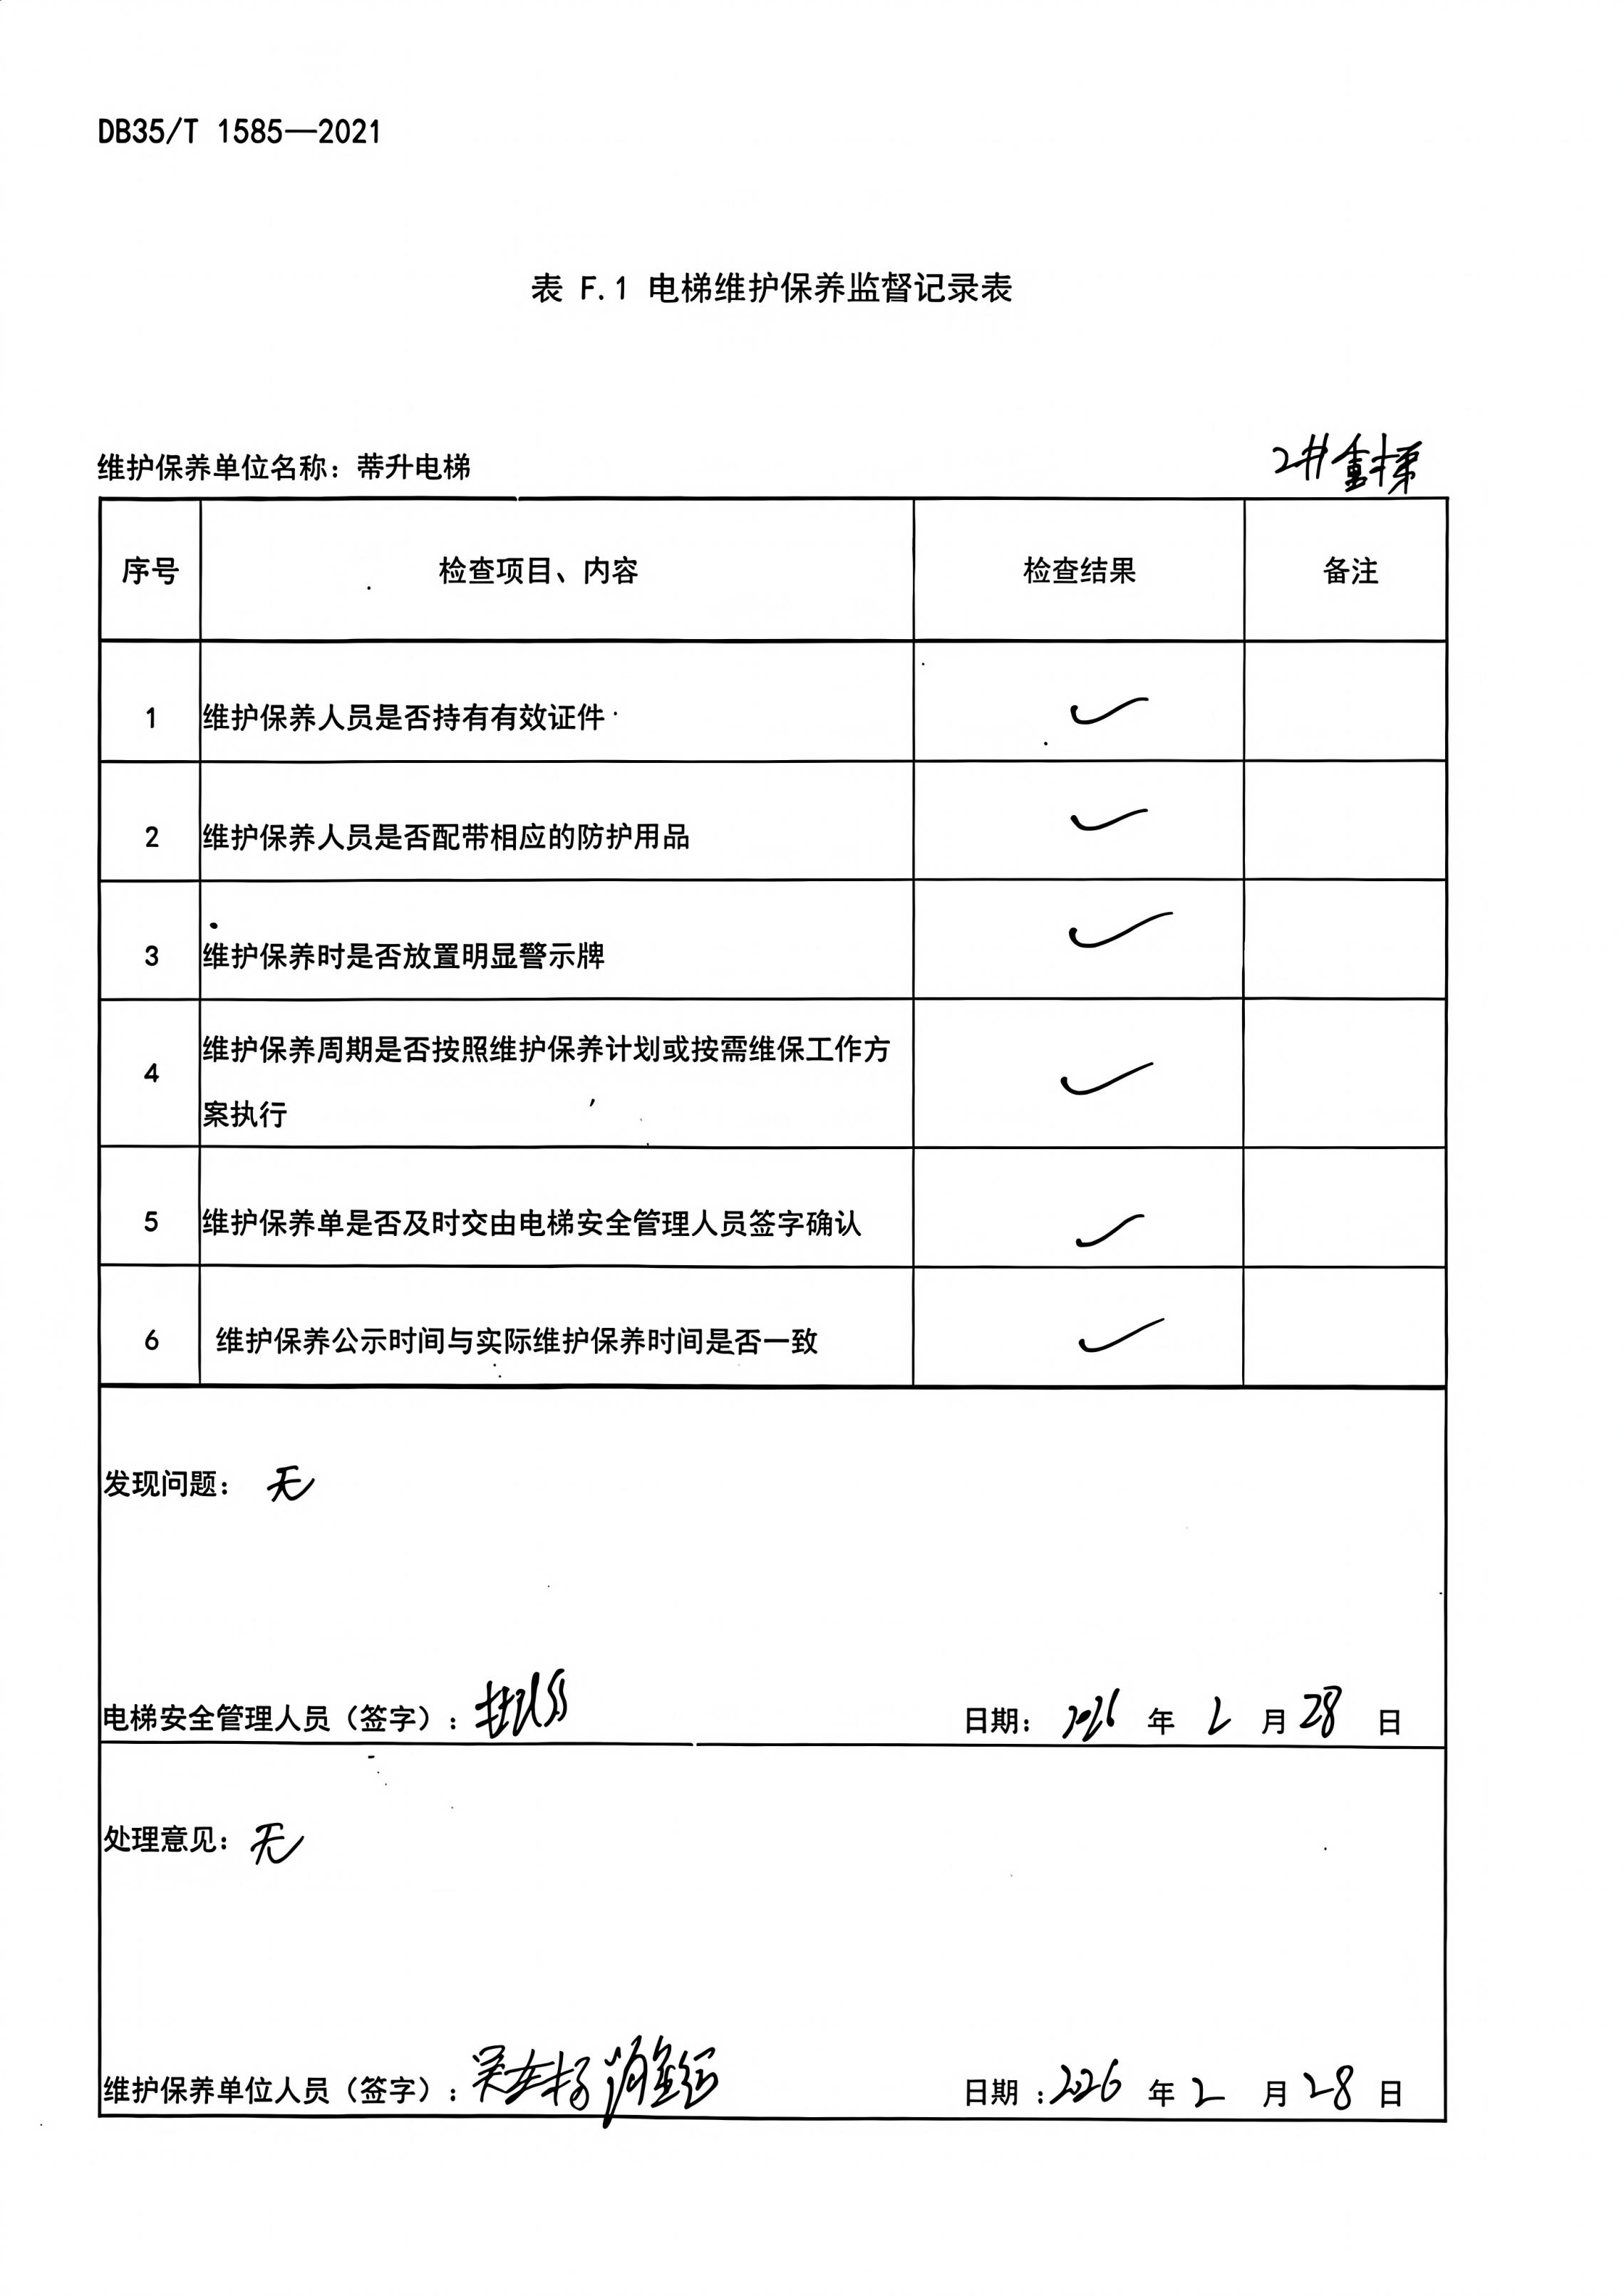 DB35/T 1585—2021
表 F.1 电梯维护保养监督记录表
维护保养单位名称：蒂升电梯 2#
序号 检查项目、内容 检查结果 备注
1 维护保养人员是否持有有效证件 ✓
2 维护保养人员是否配带相应的防护用品 ✓
3 维护保养时是否放置明显警示牌 ✓
4 维护保养周期是否按照维护保养计划或按需维保工作方
案执行 ✓
5 维护保养单是否及时交由电梯安全管理人员签字确认 ✓
6 维护保养公示时间与实际维护保养时间是否一致 ✓
发现问题： 无
电梯安全管理人员（签字）： 日期： 2026 年 2 月 28 日
处理意见：无
维护保养单位人员（签字）： 日期：2026 年 2 月 28 日